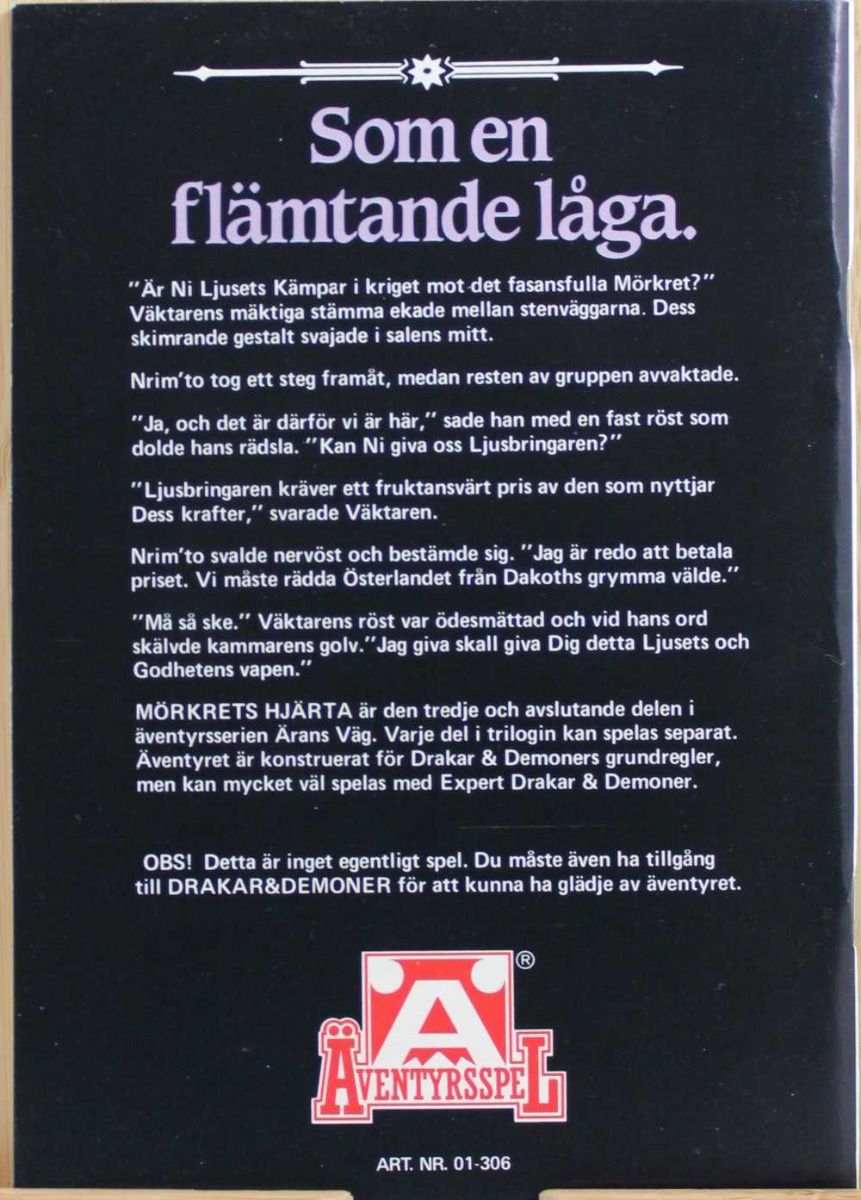 Som en
flämtande låga.
"Är Ni Ljusets Kämpar i kriget mot det fasansfulla Mörkret?"
Väktarens mäktiga stämma ekade mellan stenväggarna. Dess
skimrande gestalt svajade i salens mitt.
Nrim'to tog ett steg framåt, medan resten av gruppen avvaktade.
"Ja, och det är därför vi är här," sade han med en fast röst som
dolde hans rädsla. "Kan Ni giva oss Ljusbringaren?"
"Ljusbringaren kräver ett fruktansvärt pris av den som nyttjar
Dess krafter," svarade Väktaren.
Nrim'to svalde nervöst och bestämde sig. "Jag är redo att betala
priset. Vi måste rädda Österlandet från Dakoths grymma välde."
"Må så ske." Väktarens röst var ödesmättad och vid hans ord
skälvde kammarens golv."Jag giva skall giva Dig detta Ljusets och
Godhetens vapen."
MÖRKRETS HJÄRTA är den tredje och avslutande delen i
äventyrsserien Ärans Väg. Varje del i trilogin kan spelas separat.
Äventyret är konstruerat för Drakar & Demoners grundregler,
men kan mycket väl spelas med Expert Drakar & Demoner.
OBS! Detta är inget egentligt spel. Du måste även ha tillgång
till DRAKAR&DEMONER för att kunna ha glädje av äventyret.
Ä ®
ÄVENTYRSSPEL
ART. NR. 01-306